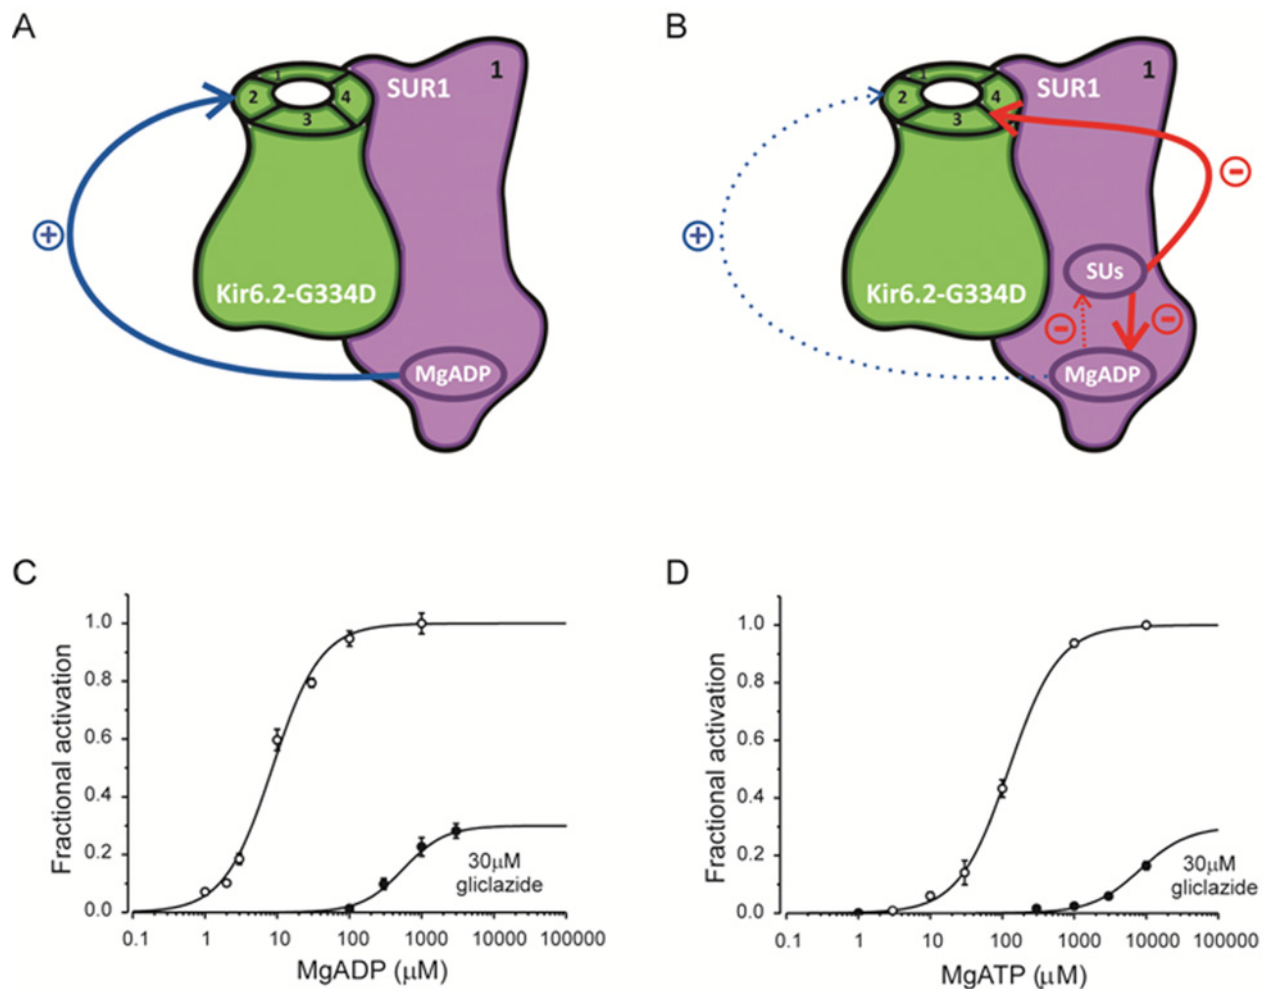 A
1
2
4
3
SUR1
1
Kir6.2-G334D
+
MgADP
B
1
2
4
3
SUR1
1
-
+
Kir6.2-G334D
SUs
-
-
MgADP
C
Fractional activation
1.0
0.8
0.6
0.4
0.2
0.0
30μM
gliclazide
0.1 1 10 100 1000 10000 100000
MgADP (μM)
D
Fractional activation
1.0
0.8
0.6
0.4
0.2
0.0
30μM
gliclazide
0.1 1 10 100 1000 10000 100000
MgATP (μM)